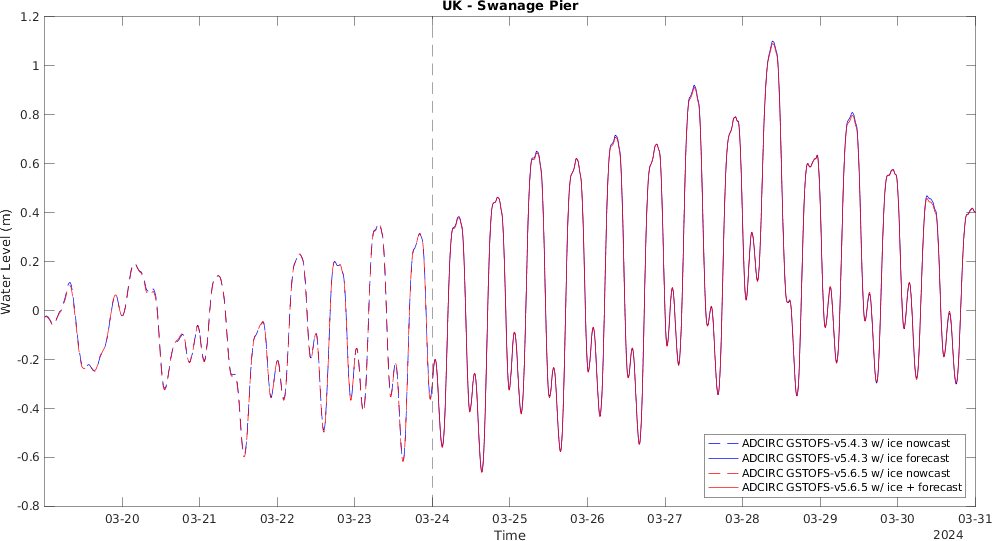 UK - Swanage Pier
1.2
1
0.8
0.6
0.4
0.2
0
-0.2
-0.4
-0.6
-0.8
Water Level (m)
03-20 03-21 03-22 03-23 03-24 03-25 03-26 03-27 03-28 03-29 03-30 03-31
Time
2024
ADCIRC GSTOFS-v5.4.3 w/ ice nowcast
ADCIRC GSTOFS-v5.4.3 w/ ice forecast
ADCIRC GSTOFS-v5.6.5 w/ ice nowcast
ADCIRC GSTOFS-v5.6.5 w/ ice + forecast